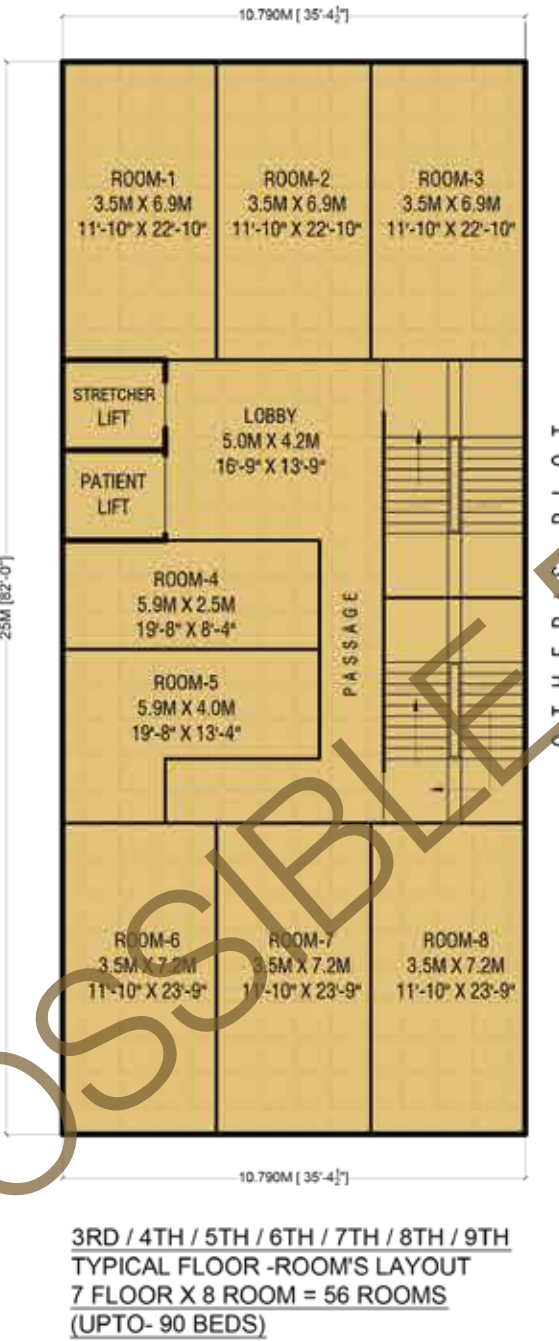 10.790M [ 35'-4½"]
ROOM-1
3.5M X 6.9M
11'-10" X 22'-10"
ROOM-2
3.5M X 6.9M
11'-10" X 22'-10"
ROOM-3
3.5M X 6.9M
11'-10" X 22'-10"
STRETCHER
LIFT
LOBBY
5.0M X 4.2M
16'-9" X 13'-9"
PATIENT
LIFT
25M [82'-0"]
ROOM-4
5.9M X 2.5M
19'-8" X 8'-4"
PASSAGE
ROOM-5
5.9M X 4.0M
19'-8" X 13'-4"
ROOM-6
3.5M X 7.2M
11'-10" X 23'-9"
ROOM-7
3.5M X 7.2M
11'-10" X 23'-9"
ROOM-8
3.5M X 7.2M
11'-10" X 23'-9"
10.790M [ 35'-4½"]
3RD / 4TH / 5TH / 6TH / 7TH / 8TH / 9TH
TYPICAL FLOOR -ROOM'S LAYOUT
7 FLOOR X 8 ROOM = 56 ROOMS
(UPTO- 90 BEDS)